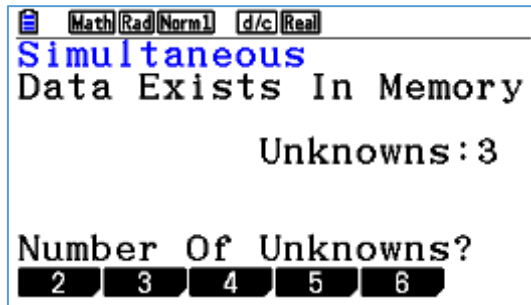 Math Rad Norm1 d/c Real
Simultaneous
Data Exists In Memory
Unknowns:3
Number Of Unknowns?
2 3 4 5 6